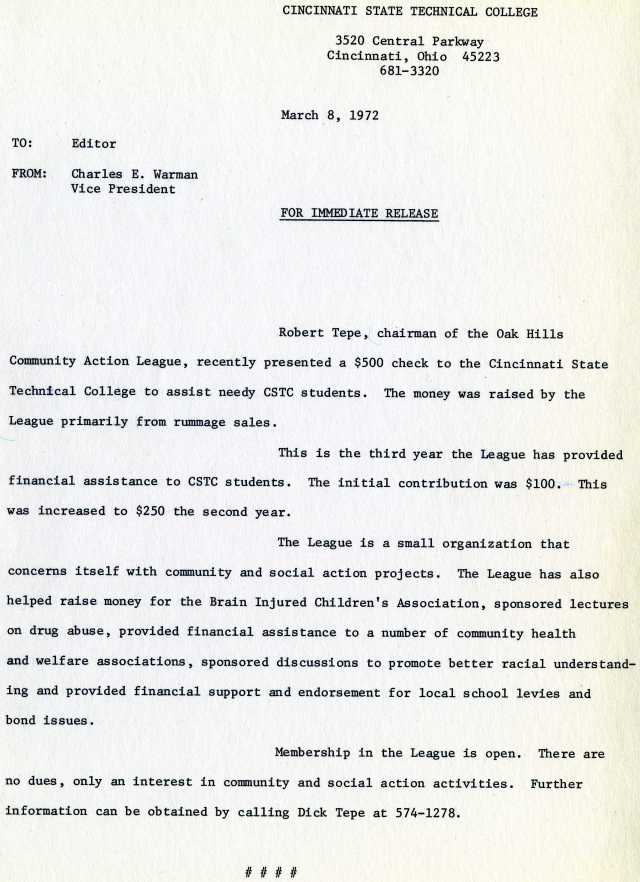 CINCINNATI STATE TECHNICAL COLLEGE
3520 Central Parkway
Cincinnati, Ohio 45223
681-3320
March 8, 1972
TO: Editor
FROM: Charles E. Warman
Vice President
FOR IMMEDIATE RELEASE
Robert Tepe, chairman of the Oak Hills
Community Action League, recently presented a $500 check to the Cincinnati State
Technical College to assist needy CSTC students. The money was raised by the
League primarily from rummage sales.
This is the third year the League has provided
financial assistance to CSTC students. The initial contribution was $100. This
was increased to $250 the second year.
The League is a small organization that
concerns itself with community and social action projects. The League has also
helped raise money for the Brain Injured Children's Association, sponsored lectures
on drug abuse, provided financial assistance to a number of community health
and welfare associations, sponsored discussions to promote better racial understand-
ing and provided financial support and endorsement for local school levies and
bond issues.
Membership in the League is open. There are
no dues, only an interest in community and social action activities. Further
information can be obtained by calling Dick Tepe at 574-1278.
# # # #